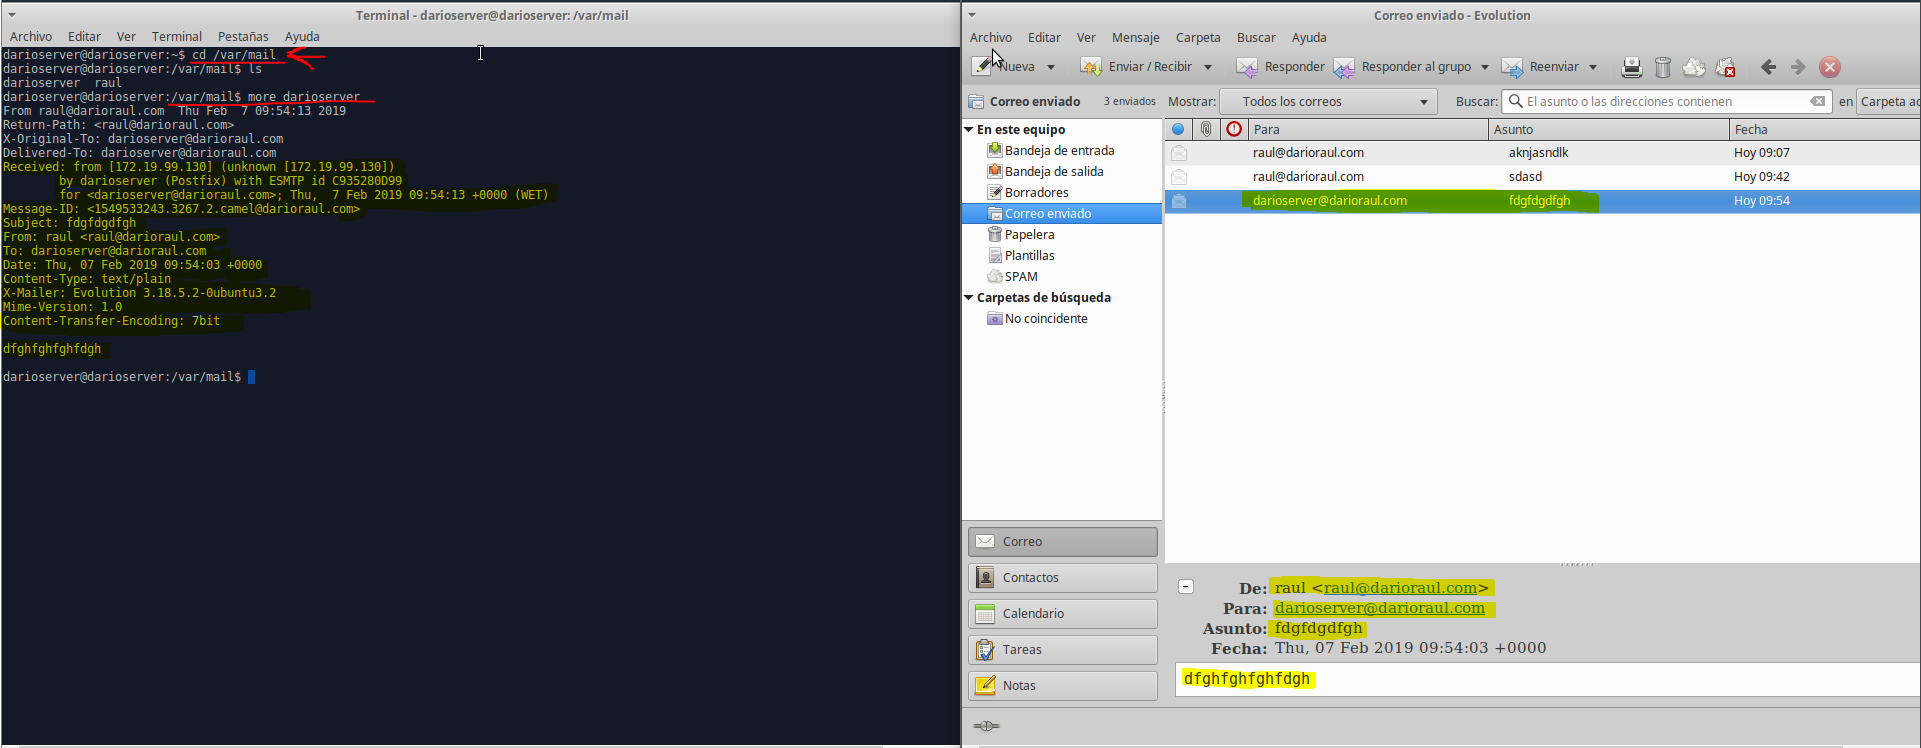 Terminal - darioserver@darioserver: /var/mail
Archivo Editar Ver Terminal Pestañas Ayuda
darioserver@darioserver:~$ cd /var/mail
darioserver@darioserver:/var/mail$ ls
darioserver raul
darioserver@darioserver:/var/mail$ more darioserver
From raul@darioraul.com  Thu Feb  7 09:54:13 2019
Return-Path: <raul@darioraul.com>
X-Original-To: darioserver@darioraul.com
Delivered-To: darioserver@darioraul.com
Received: from [172.19.99.130] (unknown [172.19.99.130])
by darioserver (Postfix) with ESMTP id C935280D99
for <darioserver@darioraul.com>; Thu,  7 Feb 2019 09:54:13 +0000 (WET)
Message-ID: <1549533243.3267.2.camel@darioraul.com>
Subject: fdgfdgdfgh
From: raul <raul@darioraul.com>
To: darioserver@darioraul.com
Date: Thu, 07 Feb 2019 09:54:03 +0000
Content-Type: text/plain
X-Mailer: Evolution 3.18.5.2-0ubuntu3.2
Mime-Version: 1.0
Content-Transfer-Encoding: 7bit
dfghfghfghfdgh
darioserver@darioserver:/var/mail$
Correo enviado - Evolution
Archivo Editar Ver Mensaje Carpeta Buscar Ayuda
Nueva Enviar / Recibir Responder Responder al grupo Reenviar
Correo enviado 3 enviados Mostrar: Todos los correos Buscar: El asunto o las direcciones contienen en Carpeta ac
En este equipo
Bandeja de entrada
Bandeja de salida
Borradores
Correo enviado
Papelera
Plantillas
SPAM
Carpetas de búsqueda
No coincidente
Para Asunto Fecha
raul@darioraul.com aknjasndlk Hoy 09:07
raul@darioraul.com sdasd Hoy 09:42
darioserver@darioraul.com fdgfdgdfgh Hoy 09:54
Correo
Contactos
Calendario
Tareas
Notas
De: raul <raul@darioraul.com>
Para: darioserver@darioraul.com
Asunto: fdgfdgdfgh
Fecha: Thu, 07 Feb 2019 09:54:03 +0000
dfghfghfghfdgh